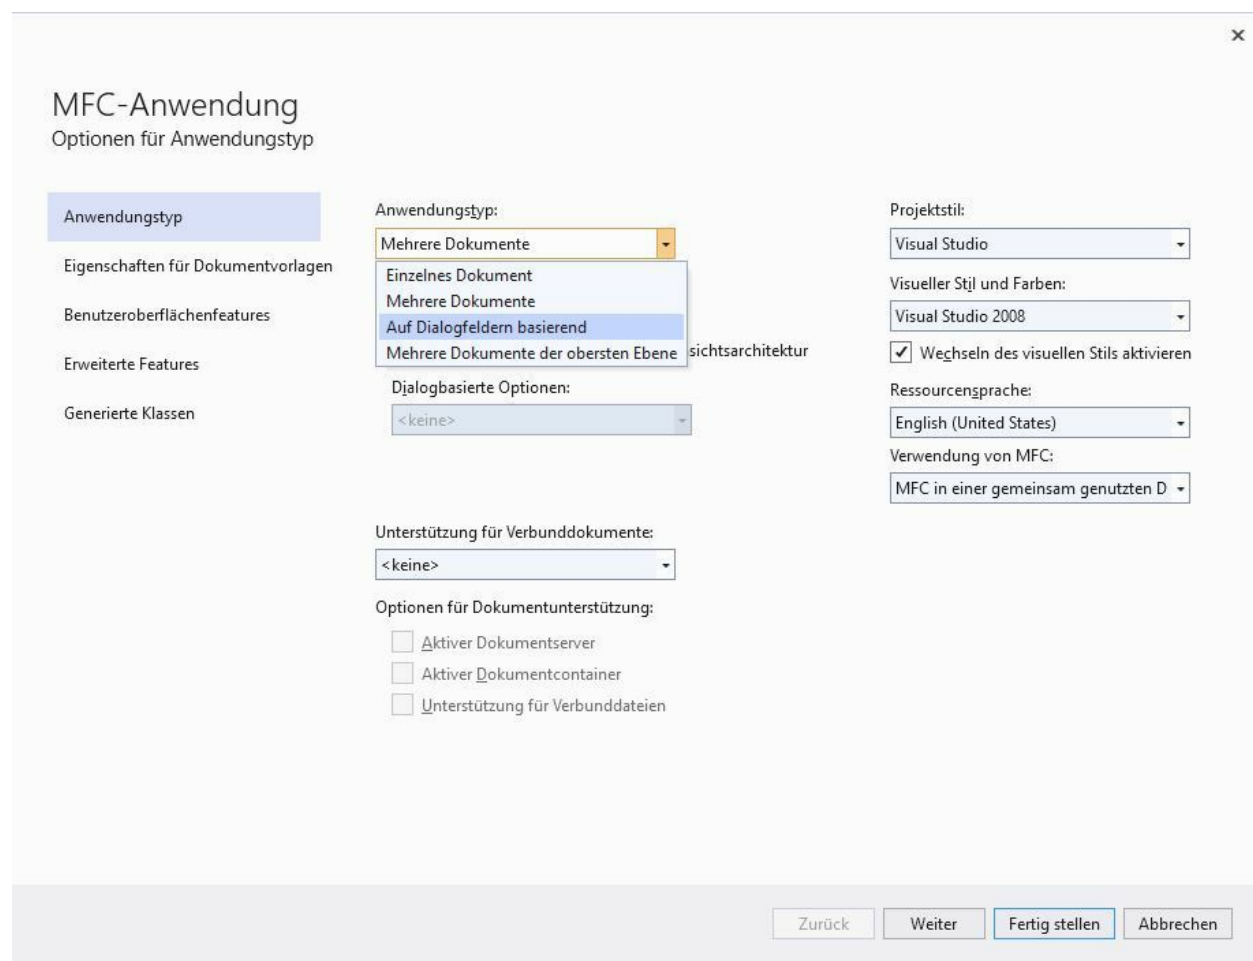 MFC-Anwendung
Optionen für Anwendungstyp
Anwendungstyp
Eigenschaften für Dokumentvorlagen
Benutzeroberflächenfeatures
Erweiterte Features
Generierte Klassen
Anwendungstyp:
Mehrere Dokumente
Einzelnes Dokument
Mehrere Dokumente
Auf Dialogfeldern basierend
Mehrere Dokumente der obersten Ebene
sichtsarchitektur
Dialogbasierte Optionen:
<keine>
Unterstützung für Verbunddokumente:
<keine>
Optionen für Dokumentunterstützung:
Aktiver Dokumentserver
Aktiver Dokumentcontainer
Unterstützung für Verbunddateien
Projektstil:
Visual Studio
Visueller Stil und Farben:
Visual Studio 2008
Wechseln des visuellen Stils aktivieren
Ressourcensprache:
English (United States)
Verwendung von MFC:
MFC in einer gemeinsam genutzten D
Zurück
Weiter
Fertig stellen
Abbrechen